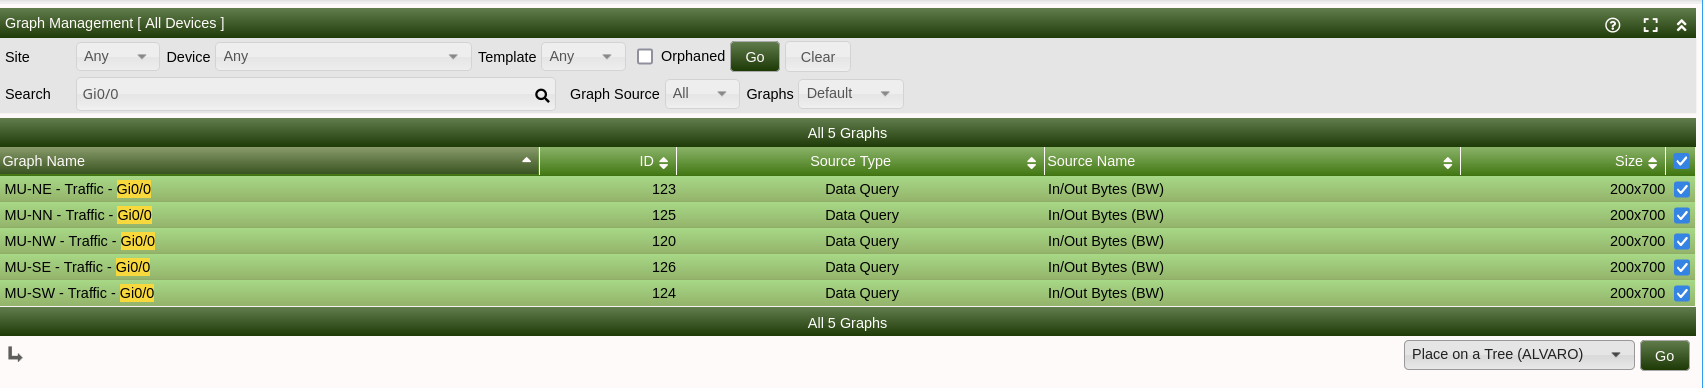 Graph Management [ All Devices ]
Site Any Device Any Template Any Orphaned Go Clear
Search Gi0/0 Graph Source All Graphs Default
All 5 Graphs
Graph Name ID Source Type Source Name Size
MU-NE - Traffic - Gi0/0 123 Data Query In/Out Bytes (BW) 200x700
MU-NN - Traffic - Gi0/0 125 Data Query In/Out Bytes (BW) 200x700
MU-NW - Traffic - Gi0/0 120 Data Query In/Out Bytes (BW) 200x700
MU-SE - Traffic - Gi0/0 126 Data Query In/Out Bytes (BW) 200x700
MU-SW - Traffic - Gi0/0 124 Data Query In/Out Bytes (BW) 200x700
All 5 Graphs
Place on a Tree (ALVARO) Go